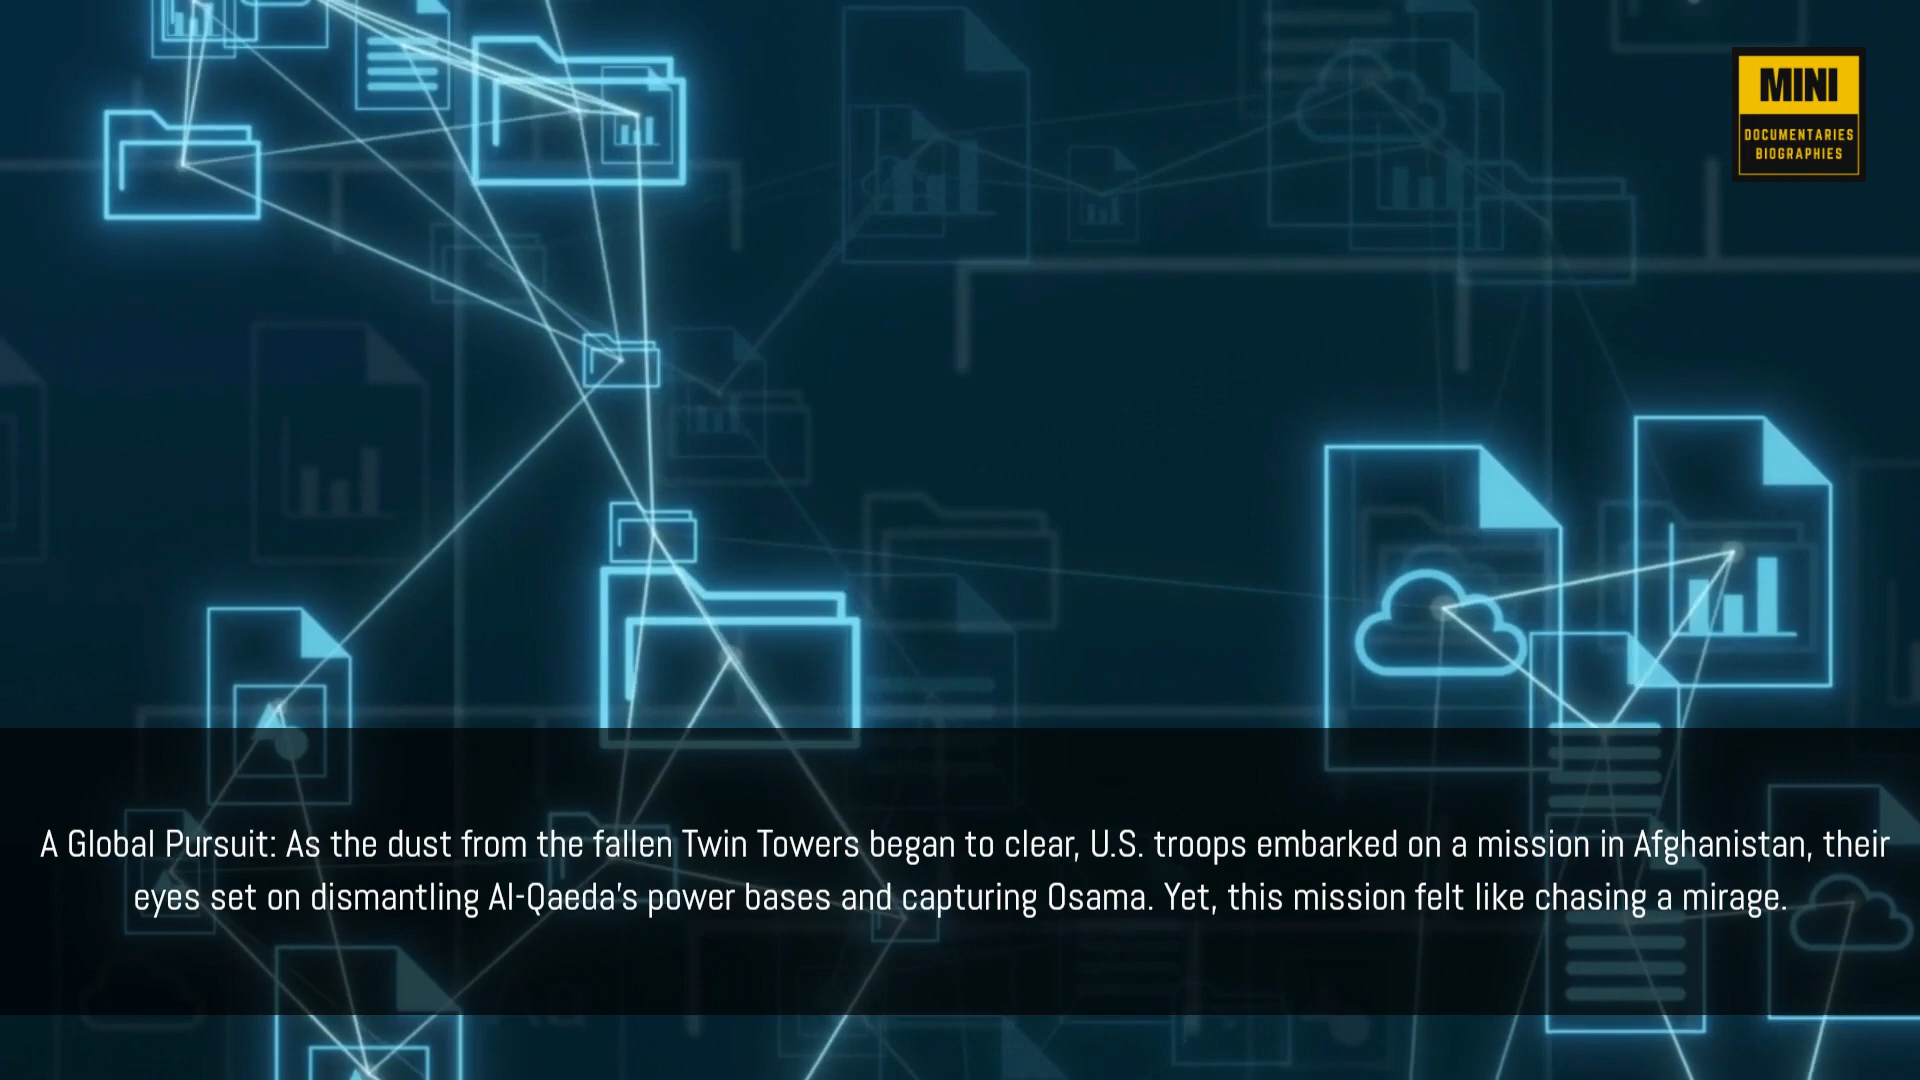 MINI
DOCUMENTARIES
BIOGRAPHIES
A Global Pursuit: As the dust from the fallen Twin Towers began to clear, U.S. troops embarked on a mission in Afghanistan, their
eyes set on dismantling Al-Qaeda's power bases and capturing Osama. Yet, this mission felt like chasing a mirage.